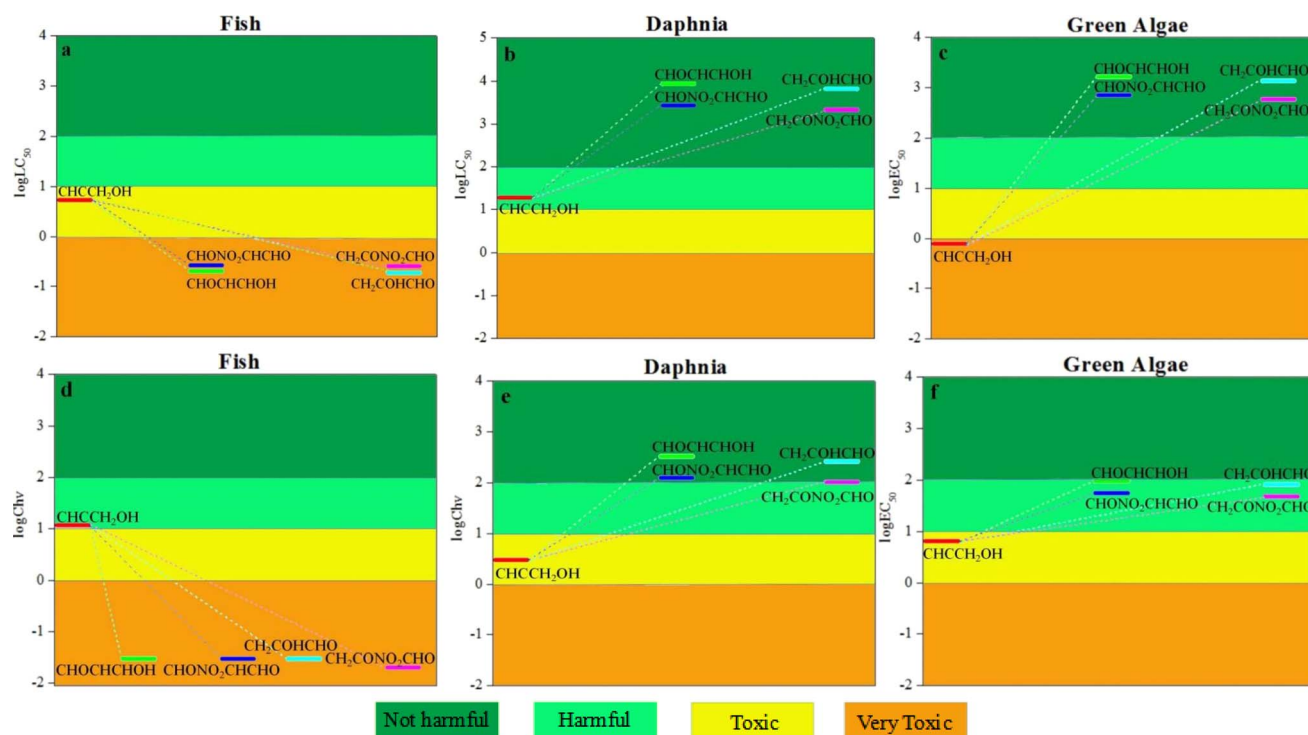 Fish
Daphnia
Green Algae
a
logLC50
4
3
2
1
0
-1
-2
CHCCH2OH
CHONO2CHCHO
CHOCHCHOH
CH2CONO2CHO
CH2COHCHO
b
logLC50
5
4
3
2
1
0
-1
-2
CHOCHCHOH
CHONO2CHCHO
CH2COHCHO
CH2CONO2CHO
CHCCH2OH
c
logEC50
4
3
2
1
0
-1
-2
CHOCHCHOH
CHONO2CHCHO
CH2COHCHO
CH2CONO2CHO
CHCCH2OH
Fish
Daphnia
Green Algae
d
logChv
4
3
2
1
0
-1
-2
CHCCH2OH
CH2COHCHO
CHOCHCHOH
CHONO2CHCHO
CH2CONO2CHO
e
logChv
4
3
2
1
0
-1
-2
CHOCHCHOH
CHONO2CHCHO
CH2COHCHO
CH2CONO2CHO
CHCCH2OH
f
logEC50
4
3
2
1
0
-1
-2
CHOCHCHOH
CHONO2CHCHO
CH2COHCHO
CH2CONO2CHO
CHCCH2OH
Not harmful
Harmful
Toxic
Very Toxic